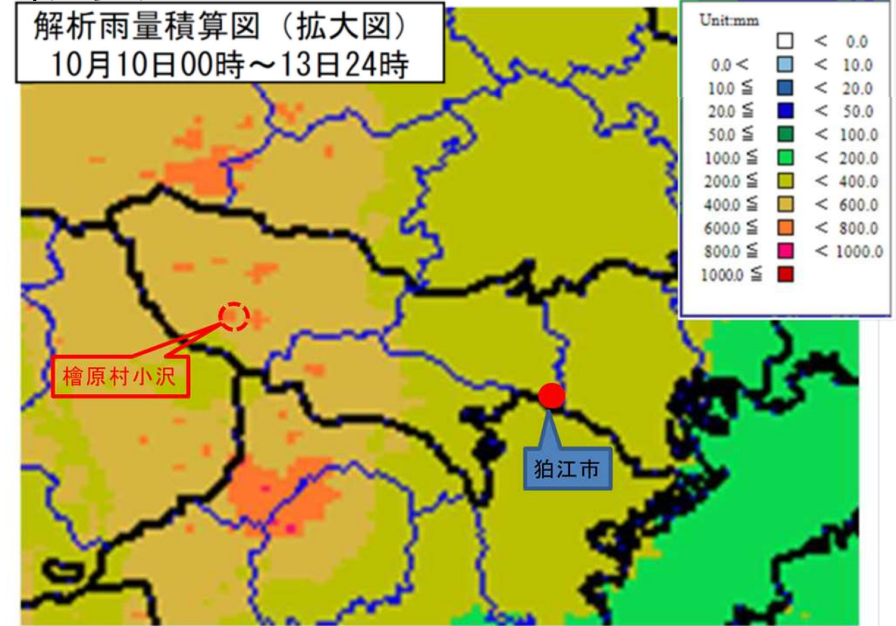 解析雨量積算図（拡大図）
10月10日00時～13日24時
Unit:mm
< 0.0
0.0 < < 10.0
10.0 ≦ < 20.0
20.0 ≦ < 50.0
50.0 ≦ < 100.0
100.0 ≦ < 200.0
200.0 ≦ < 400.0
400.0 ≦ < 600.0
600.0 ≦ < 800.0
800.0 ≦ < 1000.0
1000.0 ≦
檜原村小沢
狛江市